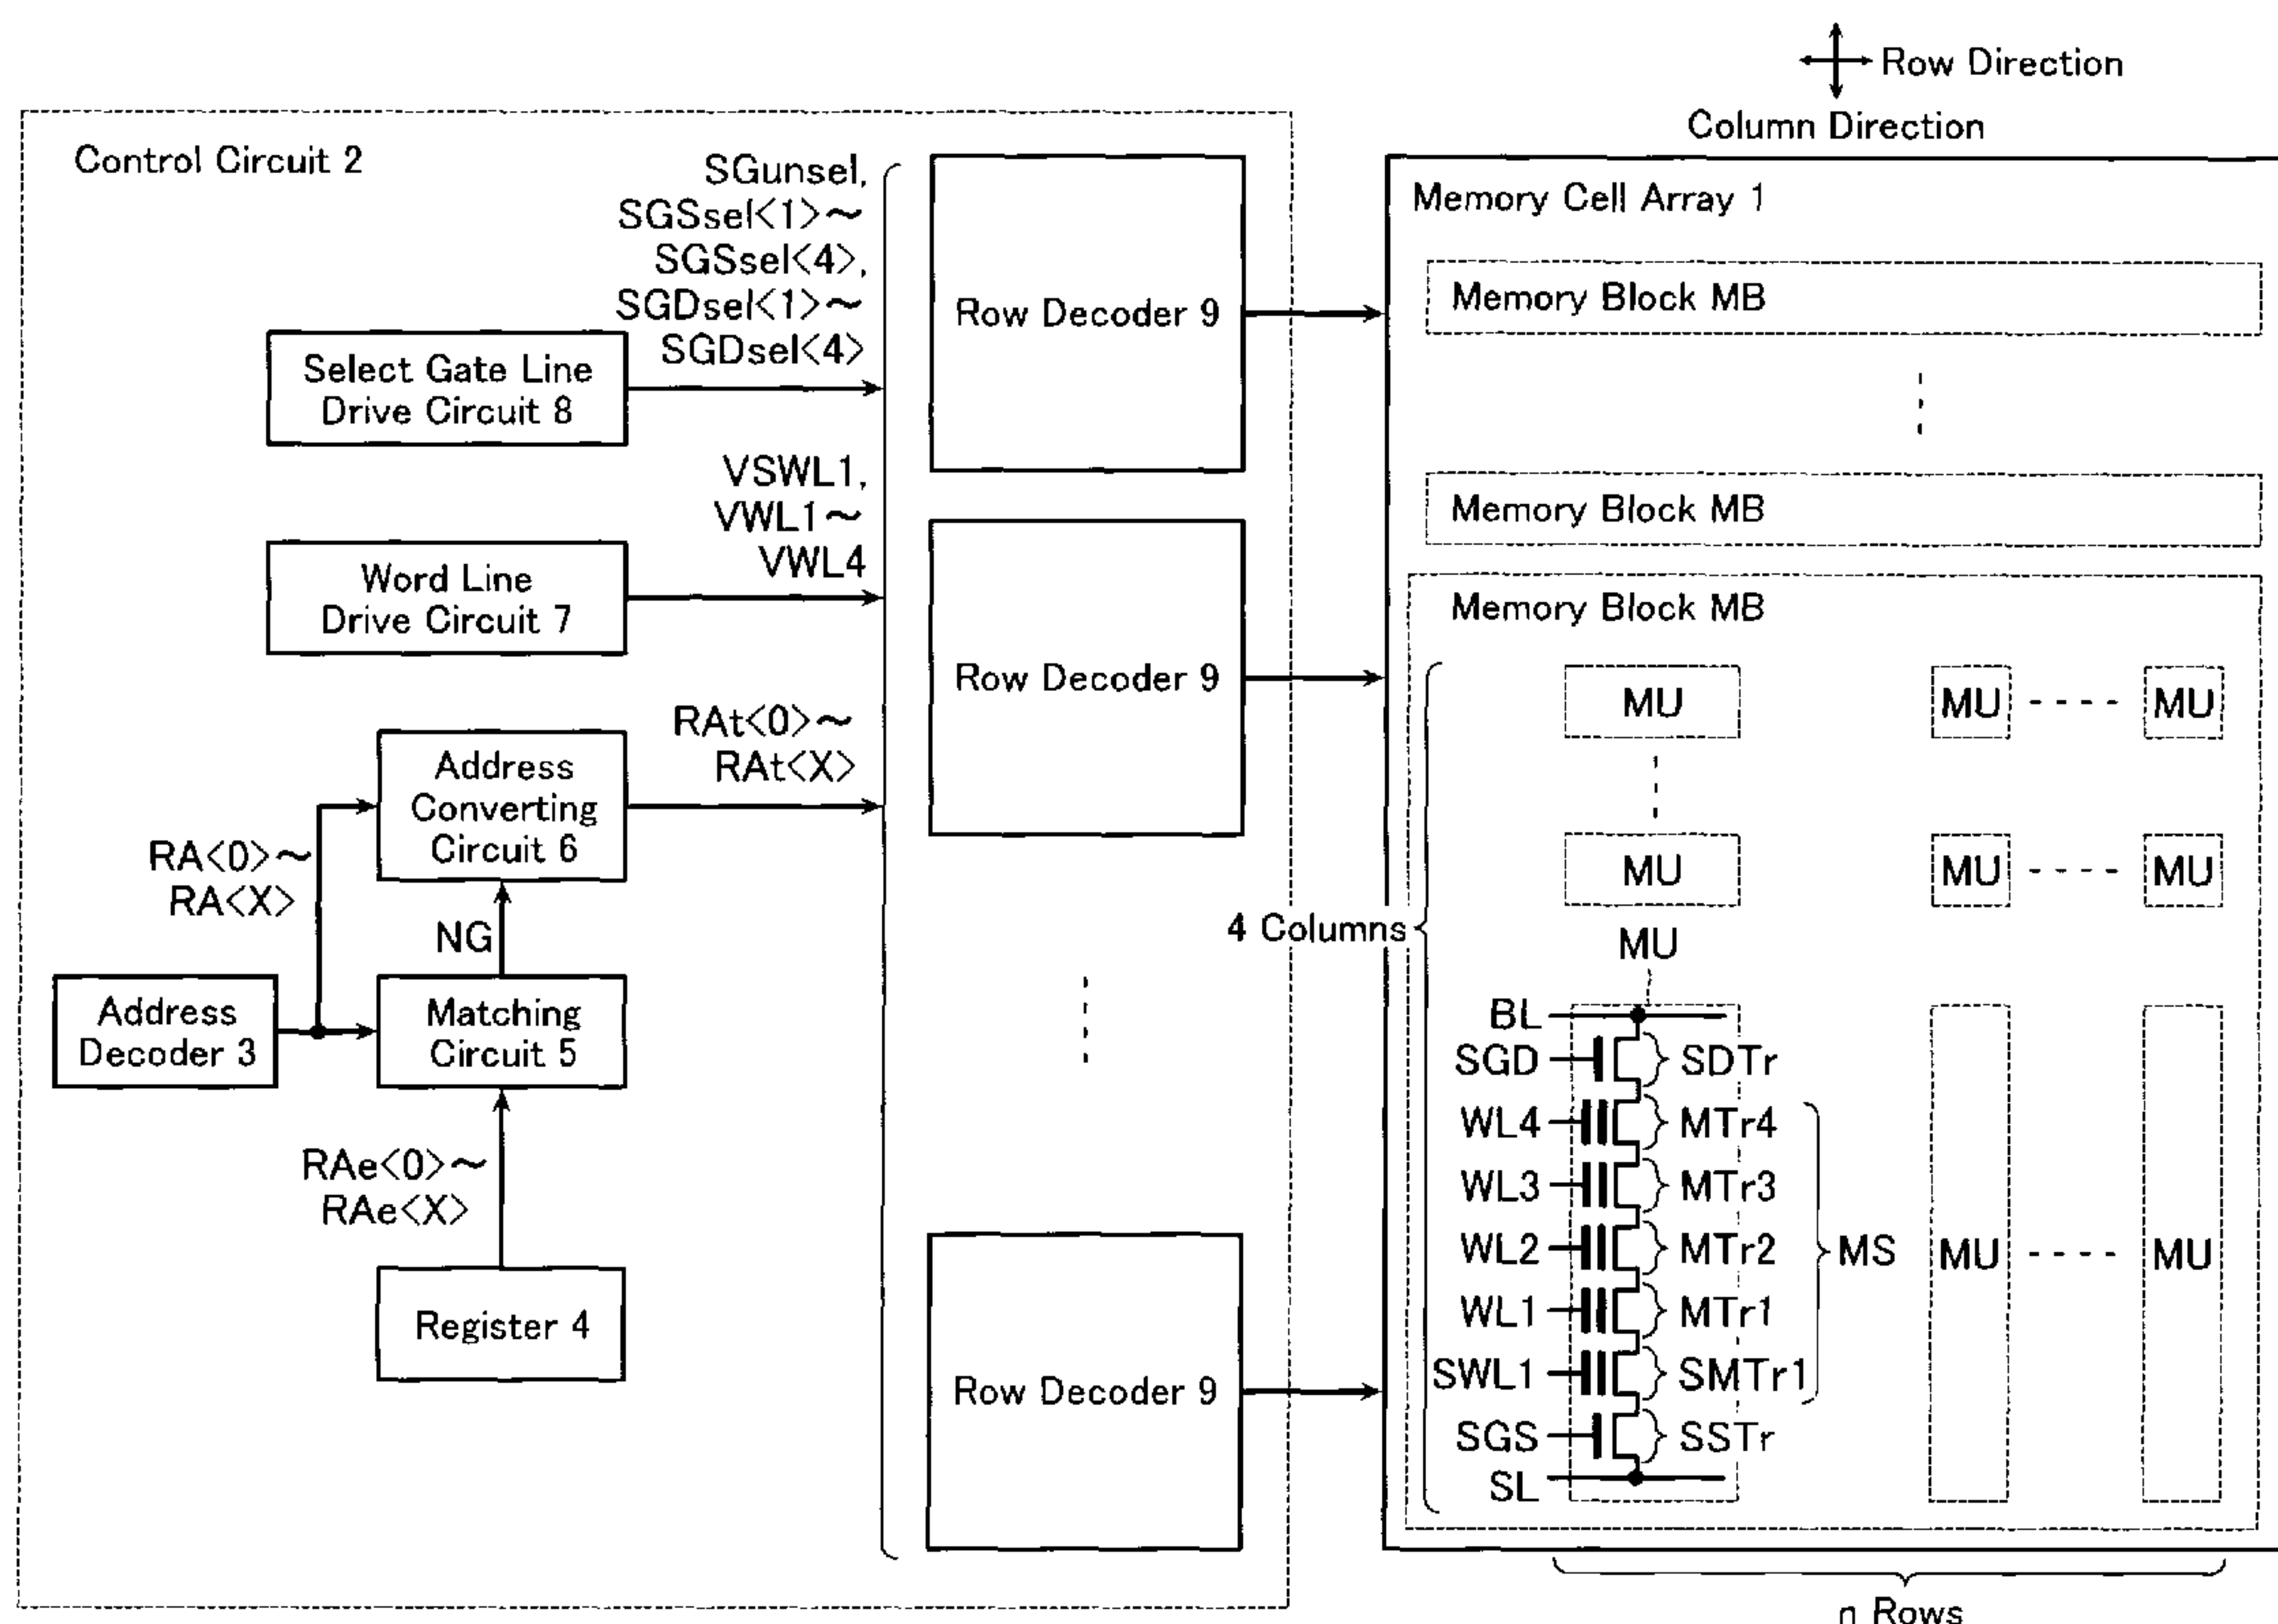 Row Direction
Column Direction
Control Circuit 2
SGunsel,
SGSsel<1>~
SGSsel<4>,
SGDsel<1>~
SGDsel<4>
Select Gate Line
Drive Circuit 8
VSWL1,
VWL1~
VWL4
Word Line
Drive Circuit 7
RAt<0>~
RAt<X>
Address
Converting
Circuit 6
RA<0>~
RA<X>
NG
Address
Decoder 3
Matching
Circuit 5
RAe<0>~
RAe<X>
Register 4
Row Decoder 9
Row Decoder 9
Row Decoder 9
Memory Cell Array 1
Memory Block MB
Memory Block MB
Memory Block MB
MU MU MU
MU MU MU
4 Columns
MU
BL
SGD SDTr
WL4 MTr4
WL3 MTr3
WL2 MTr2
WL1 MTr1
SWL1 SMTr1
SGS SSTr
SL
MS
MU MU
n Rows